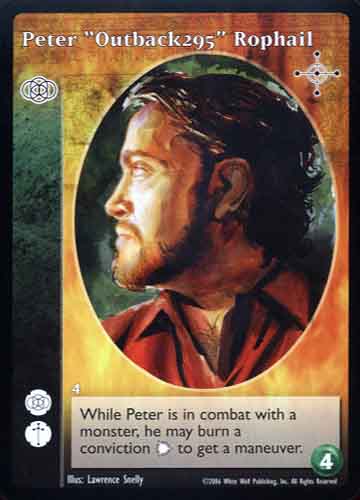 Peter "Outback295" Rophail
4
While Peter is in combat with a
monster, he may burn a
conviction to get a maneuver.
4
Illus: Lawrence Snelly
©2006 White Wolf Publishing, Inc. All Rights Reserved